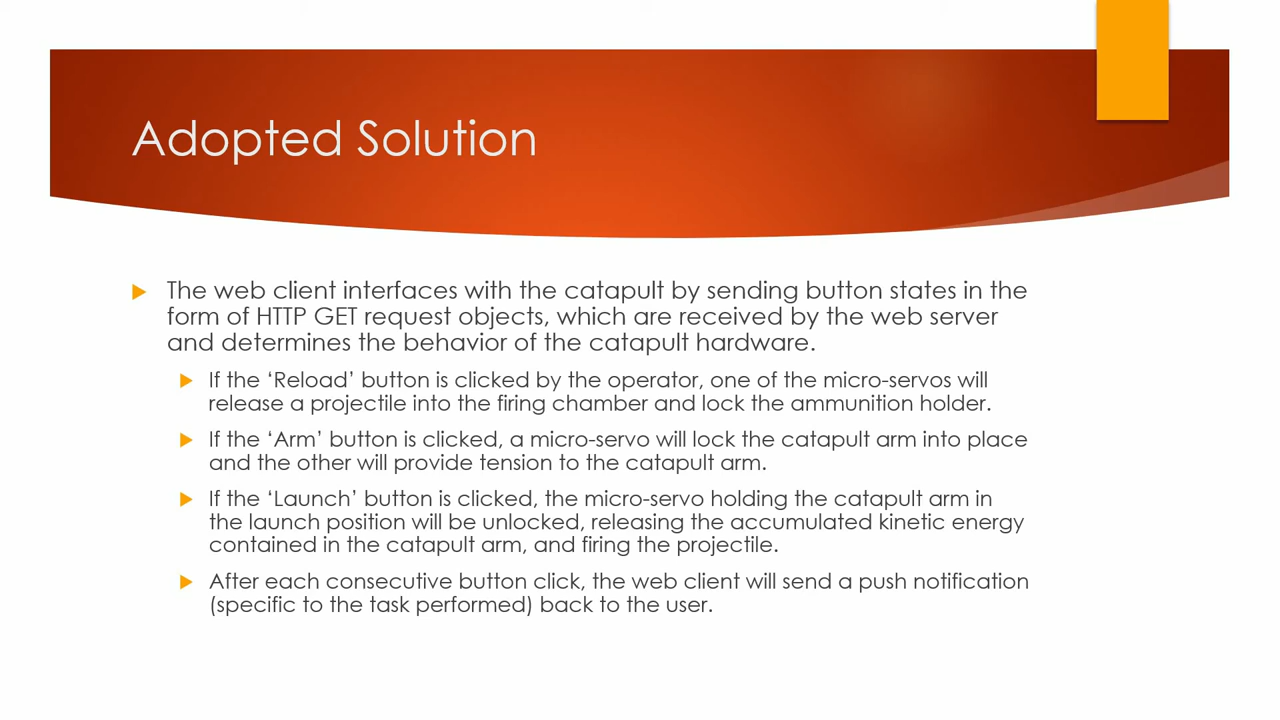 Adopted Solution
The web client interfaces with the catapult by sending button states in the
form of HTTP GET request objects, which are received by the web server
and determines the behavior of the catapult hardware.
If the ‘Reload’ button is clicked by the operator, one of the micro-servos will
release a projectile into the firing chamber and lock the ammunition holder.
If the ‘Arm’ button is clicked, a micro-servo will lock the catapult arm into place
and the other will provide tension to the catapult arm.
If the ‘Launch’ button is clicked, the micro-servo holding the catapult arm in
the launch position will be unlocked, releasing the accumulated kinetic energy
contained in the catapult arm, and firing the projectile.
After each consecutive button click, the web client will send a push notification
(specific to the task performed) back to the user.